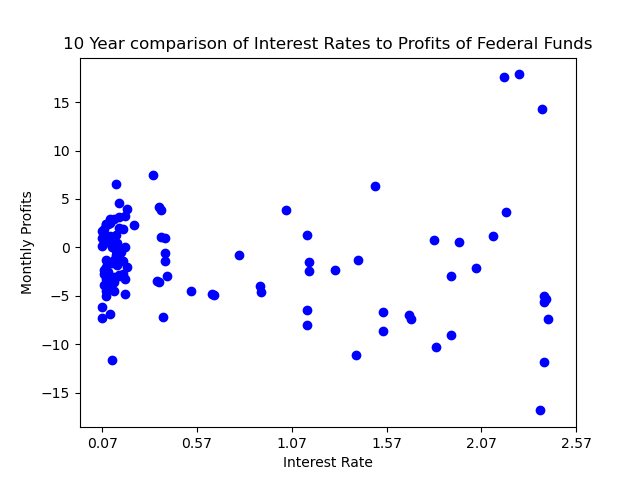 10 Year comparison of Interest Rates to Profits of Federal Funds
Monthly Profits
15
10
5
0
−5
−10
−15
0.07 0.57 1.07 1.57 2.07 2.57
Interest Rate